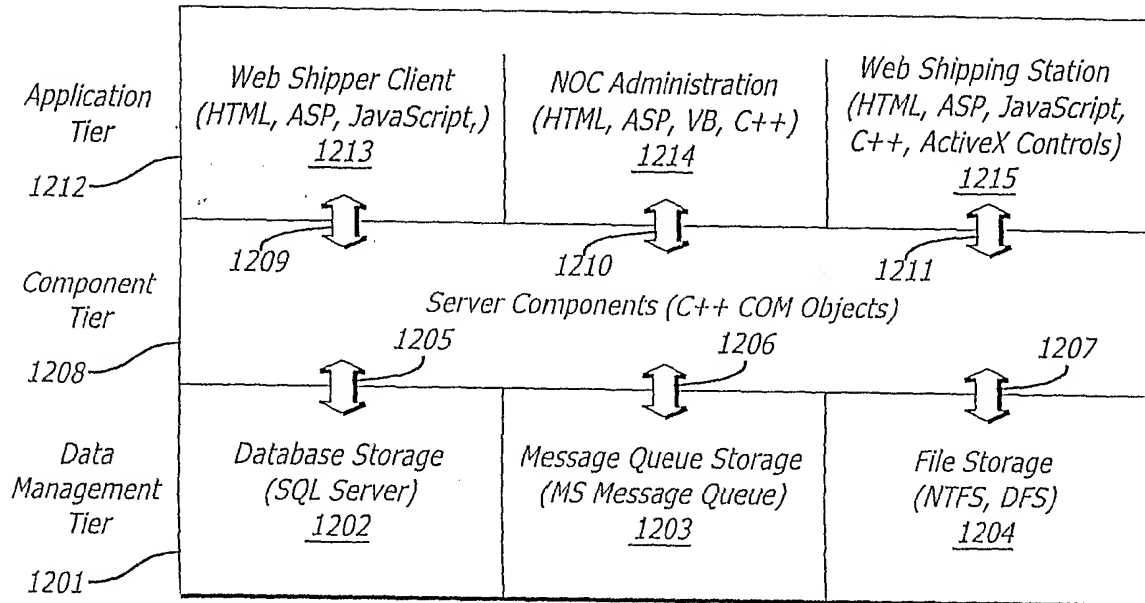 Application
Tier
1212
Web Shipper Client
(HTML, ASP, JavaScript,)
1213
NOC Administration
(HTML, ASP, VB, C++)
1214
Web Shipping Station
(HTML, ASP, JavaScript,
C++, ActiveX Controls)
1215
1209
1210
1211
Component
Tier
1208
Server Components (C++ COM Objects)
1205
1206
1207
Data
Management
Tier
1201
Database Storage
(SQL Server)
1202
Message Queue Storage
(MS Message Queue)
1203
File Storage
(NTFS, DFS)
1204